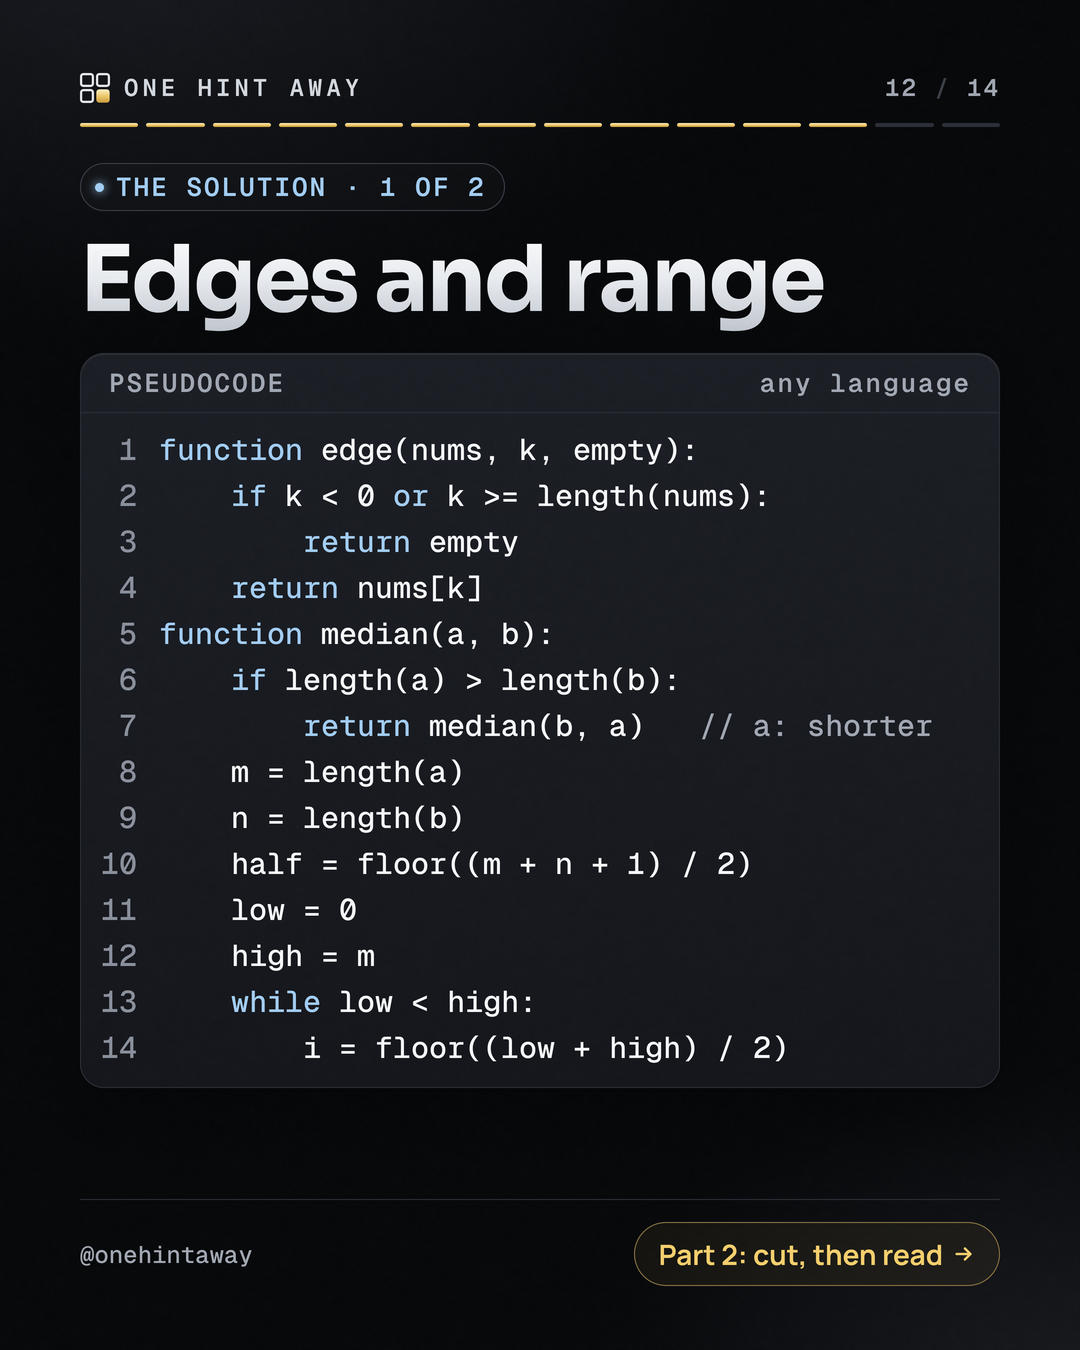 ONE HINT AWAY
12 / 14
THE SOLUTION · 1 OF 2
Edges and range
PSEUDOCODE
any language
1 function edge(nums, k, empty):
2     if k < 0 or k >= length(nums):
3         return empty
4     return nums[k]
5 function median(a, b):
6     if length(a) > length(b):
7         return median(b, a)   // a: shorter
8     m = length(a)
9     n = length(b)
10     half = floor((m + n + 1) / 2)
11     low = 0
12     high = m
13     while low < high:
14         i = floor((low + high) / 2)
@onehintaway
Part 2: cut, then read →